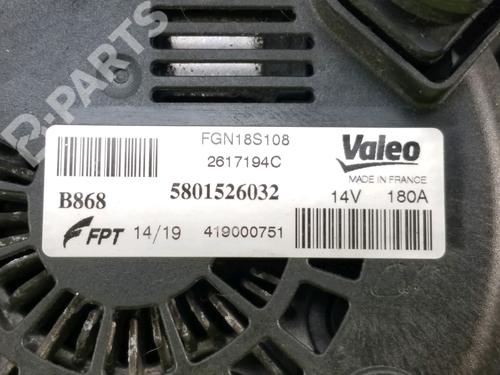 B-PARTS
FGN18S108
2617194C
Valeo
MADE IN FRANCE
B868
5801526032
14V 180A
FPT 14/19 419000751